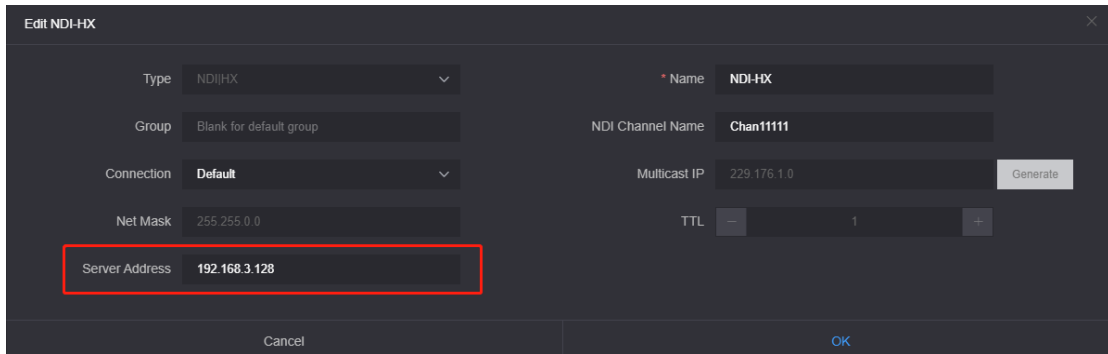 Edit NDI-HX
Type NDI|HX * Name NDI-HX
Group Blank for default group NDI Channel Name Chan11111
Connection Default Multicast IP 229.176.1.0 Generate
Net Mask 255.255.0.0 TTL − 1 +
Server Address 192.168.3.128
Cancel OK